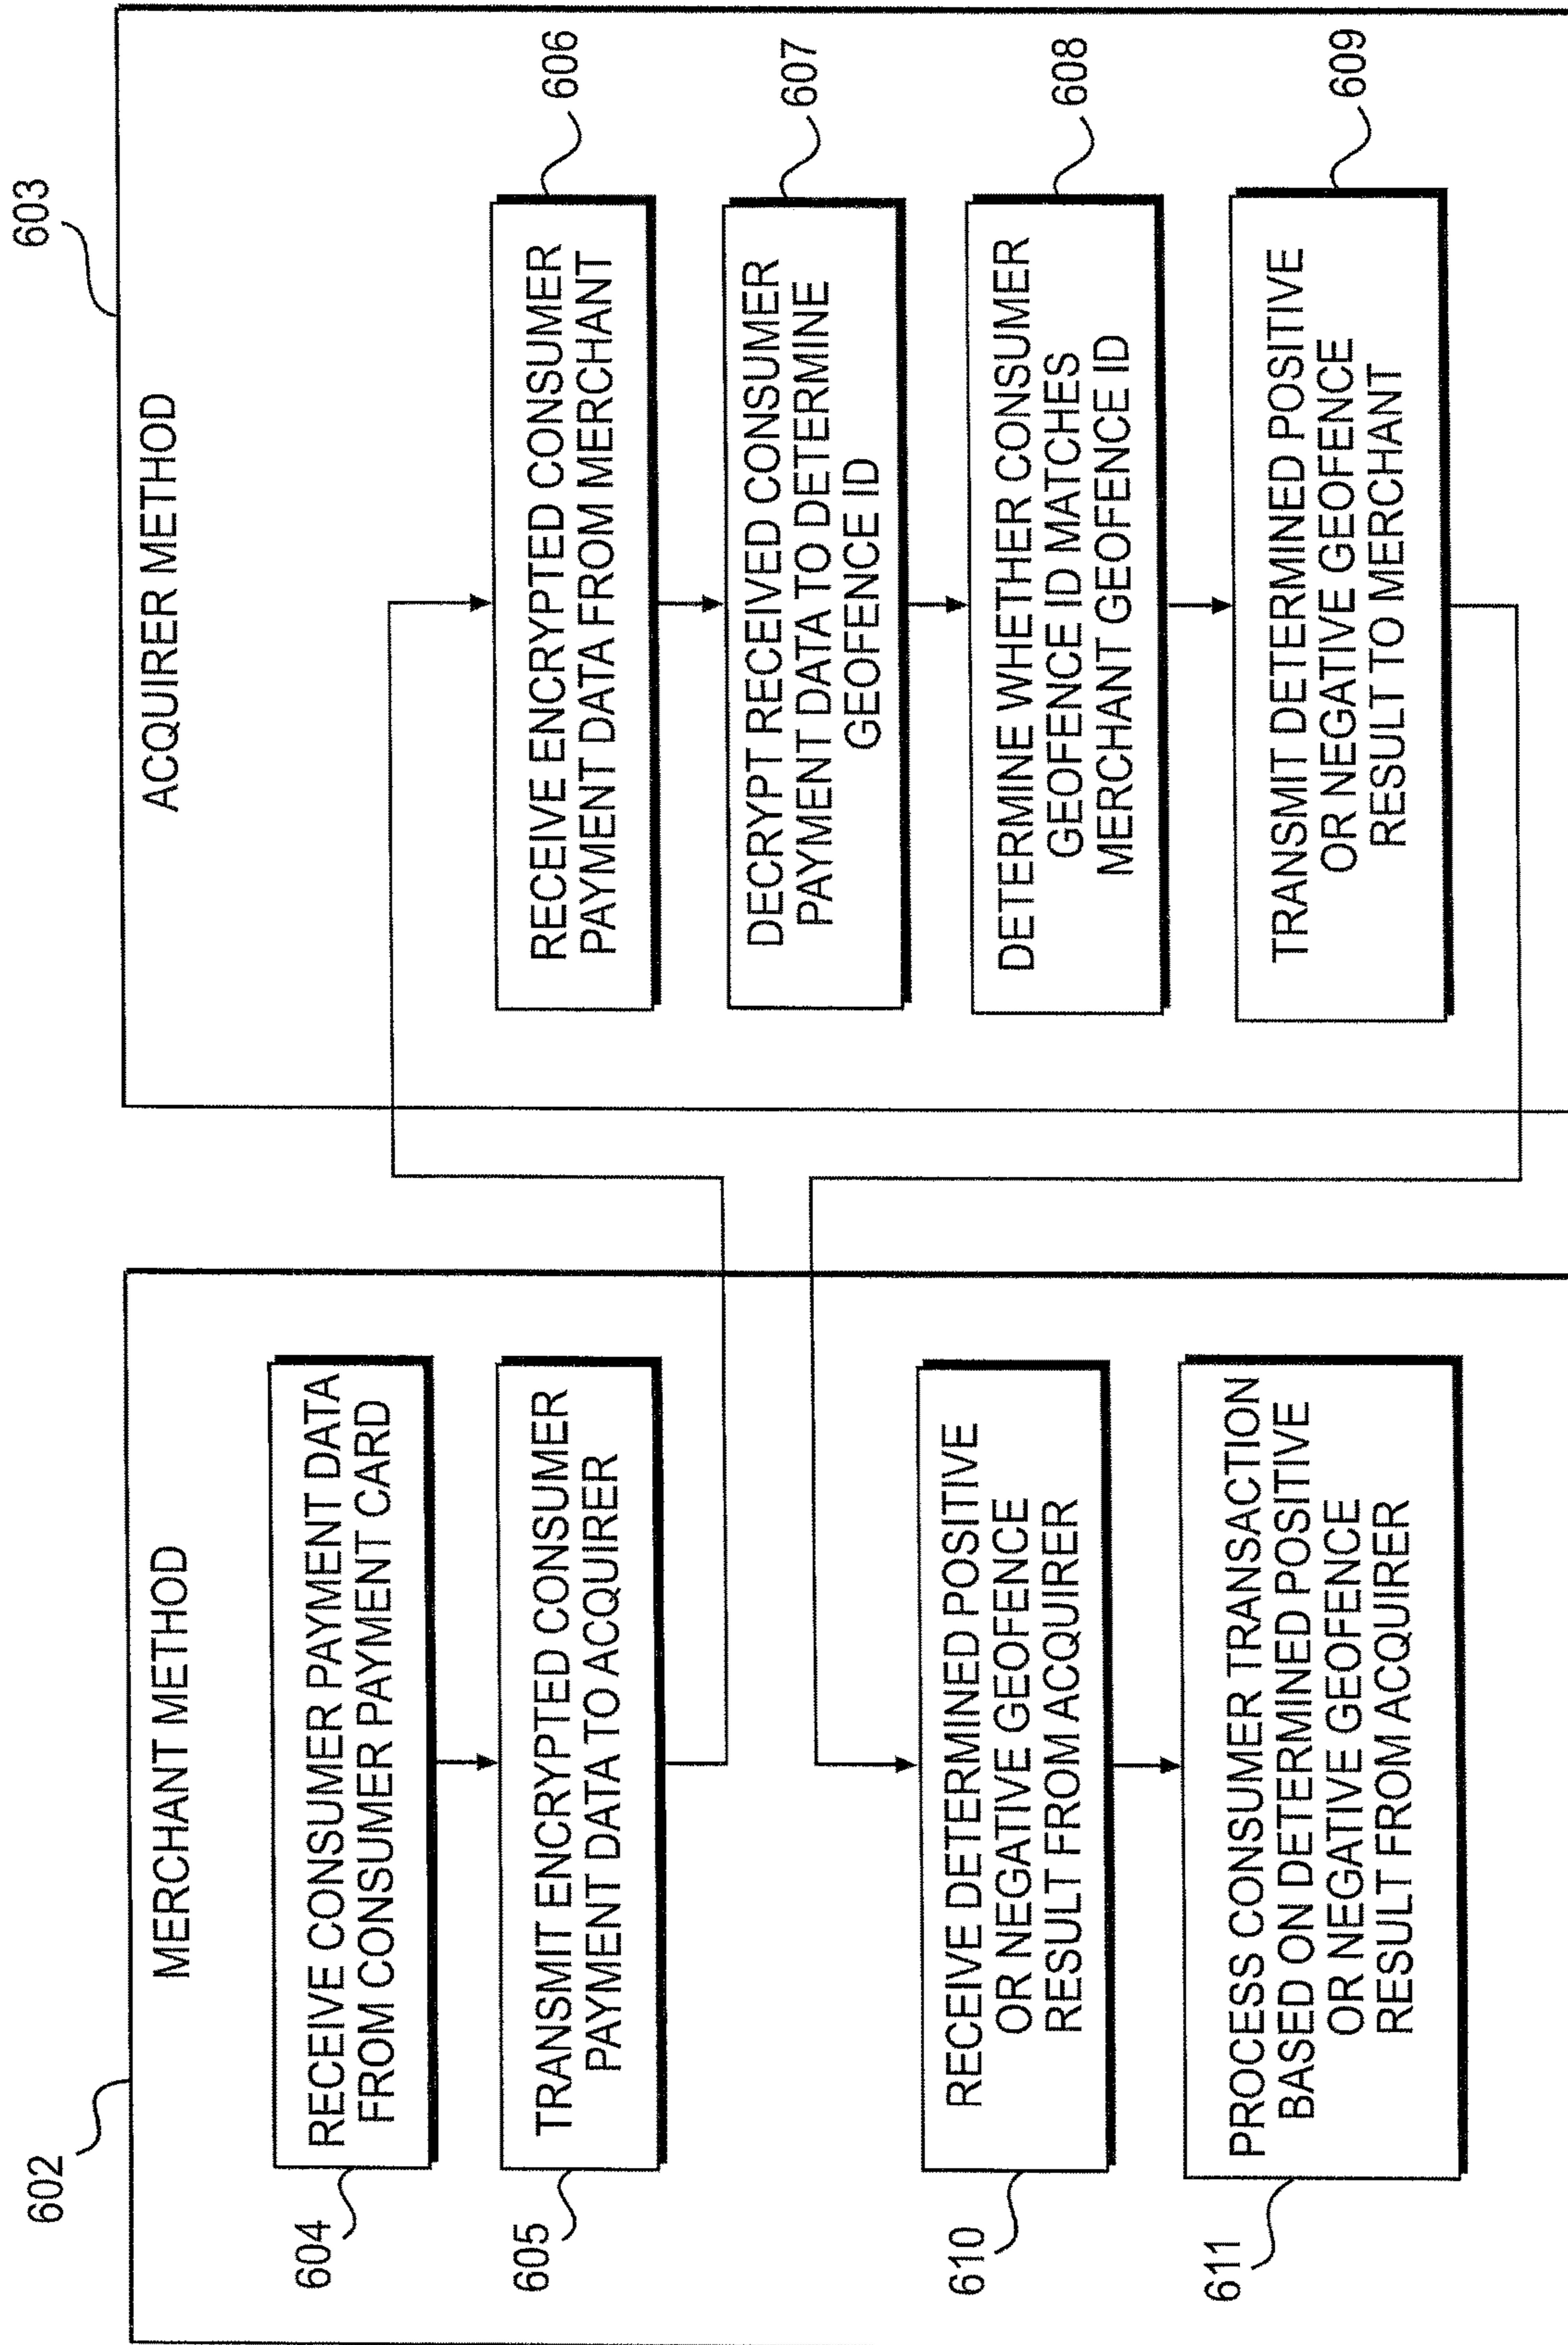 602
MERCHANT METHOD
604
RECEIVE CONSUMER PAYMENT DATA
FROM CONSUMER PAYMENT CARD
605
TRANSMIT ENCRYPTED CONSUMER
PAYMENT DATA TO ACQUIRER
610
RECEIVE DETERMINED POSITIVE
OR NEGATIVE GEOFENCE
RESULT FROM ACQUIRER
611
PROCESS CONSUMER TRANSACTION
BASED ON DETERMINED POSITIVE
OR NEGATIVE GEOFENCE
RESULT FROM ACQUIRER
603
ACQUIRER METHOD
RECEIVE ENCRYPTED CONSUMER
PAYMENT DATA FROM MERCHANT
606
DECRYPT RECEIVED CONSUMER
PAYMENT DATA TO DETERMINE
GEOFENCE ID
607
DETERMINE WHETHER CONSUMER
GEOFENCE ID MATCHES
MERCHANT GEOFENCE ID
608
TRANSMIT DETERMINED POSITIVE
OR NEGATIVE GEOFENCE
RESULT TO MERCHANT
609